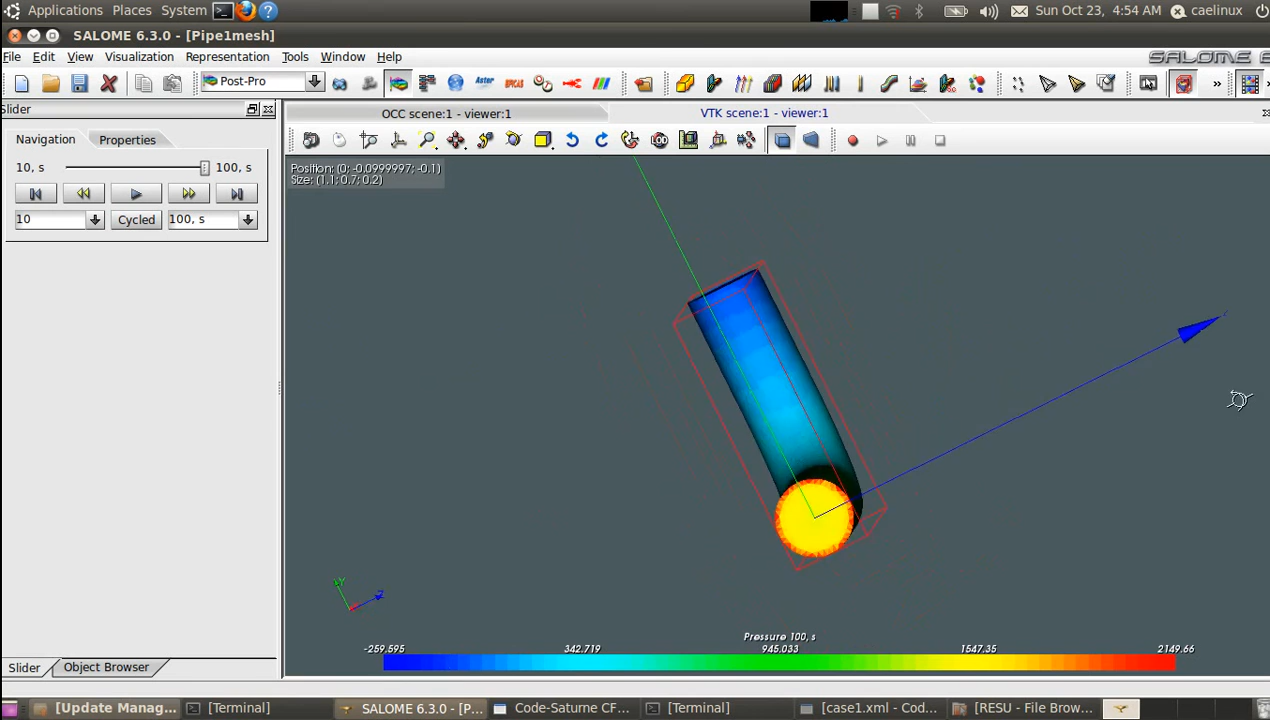 Applications Places System Sun Oct 23, 4:54 AM caelinux
SALOME 6.3.0 - [Pipe1mesh]
File Edit View Visualization Representation Tools Window Help
SALOME
Post-Pro Aster »
Slider
OCC scene:1 - viewer:1 VTK scene:1 - viewer:1
Navigation Properties
LOD
10, s 100, s
Position: (0; -0.0999997; -0.1)
Size: (1.1; 0.7; 0.2)
10 Cycled 100, s
Y
Z
Pressure 100, s
-259.595 342.719 945.033 1547.35 2149.66
Slider Object Browser
[Update Manag... [Terminal] SALOME 6.3.0 - [P... Code-Saturne CF... [Terminal] [case1.xml - Cod... [RESU - File Brow...